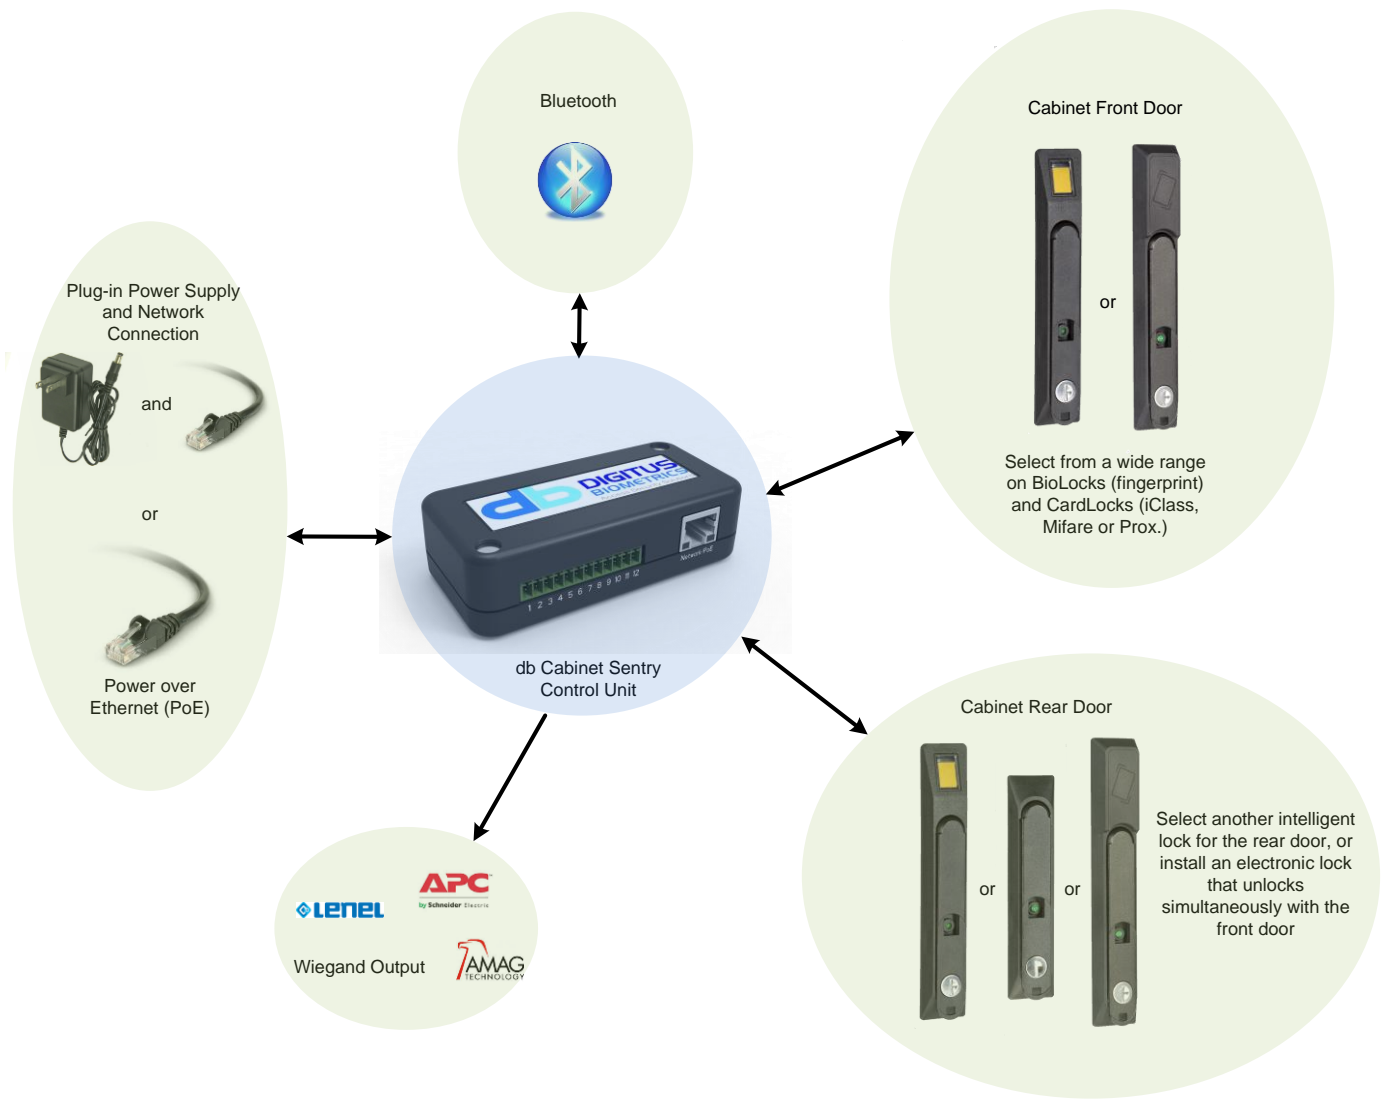 Bluetooth
Cabinet Front Door
or
Select from a wide range
on BioLocks (fingerprint)
and CardLocks (iClass,
Mifare or Prox.)
Plug-in Power Supply
and Network
Connection
and
or
Power over
Ethernet (PoE)
db DIGITUS
BIOMETRICS
Network PoE
1 2 3 4 5 6 7 8 9 10 11 12
db Cabinet Sentry
Control Unit
Cabinet Rear Door
or
or
Select another intelligent
lock for the rear door, or
install an electronic lock
that unlocks
simultaneously with the
front door
LENEL
APC
by Schneider Electric
Wiegand Output
AMAG
TECHNOLOGY